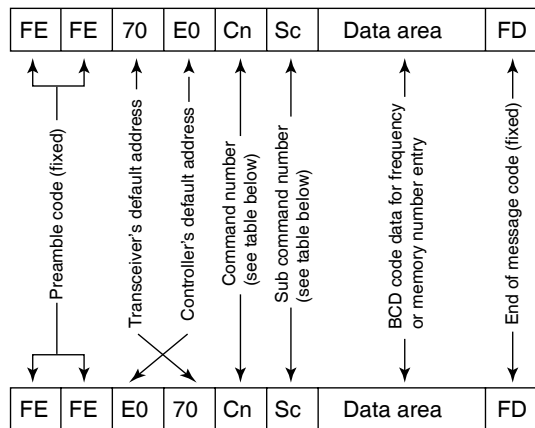 FE FE 70 E0 Cn Sc Data area FD
Preamble code (fixed)
Transceiver's default address
Controller's default address
Command number
(see table below)
Sub command number
(see table below)
BCD code data for frequency
or memory number entry
End of message code (fixed)
FE FE E0 70 Cn Sc Data area FD